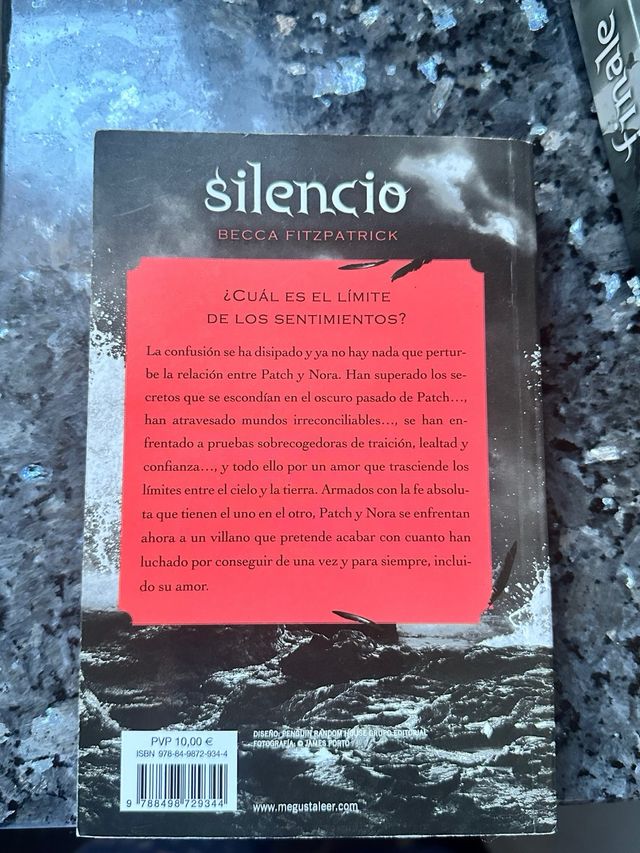 finale
silencio
BECCA FITZPATRICK
¿CUÁL ES EL LÍMITE
DE LOS SENTIMIENTOS?
La confusión se ha disipado y ya no hay nada que pertur-
be la relación entre Patch y Nora. Han superado los se-
cretos que se escondían en el oscuro pasado de Patch…,
han atravesado mundos irreconciliables…, se han en-
frentado a pruebas sobrecogedoras de traición, lealtad y
confianza…, y todo ello por un amor que trasciende los
límites entre el cielo y la tierra. Armados con la fe absolu-
ta que tienen el uno en el otro, Patch y Nora se enfrentan
ahora a un villano que pretende acabar con cuanto han
luchado por conseguir de una vez y para siempre, inclui-
do su amor.
PVP 10,00 €
ISBN 978-84-9872-934-4
9 788498 729344
DISEÑO: PENGUIN RANDOM HOUSE GRUPO EDITORIAL
FOTOGRAFÍA: © JAMES PORTO
www.megustaleer.com